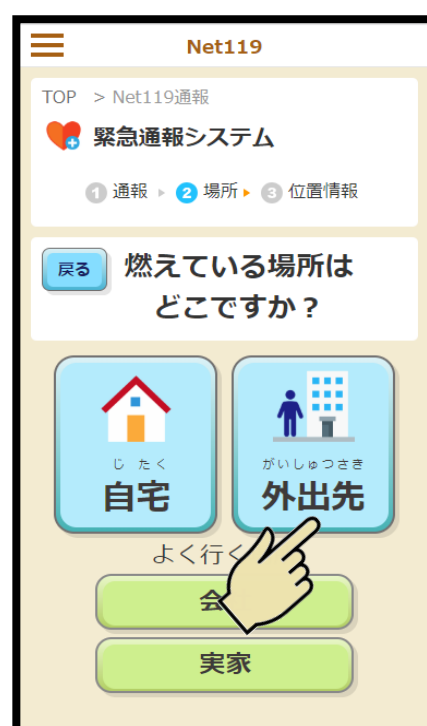 Net119
TOP > Net119通報
緊急通報システム
1 通報 ▶ 2 場所 ▶ 3 位置情報
戻る
燃えている場所は
どこですか？
じたく
自宅
がいしゅつさき
外出先
よく行く
会
実家